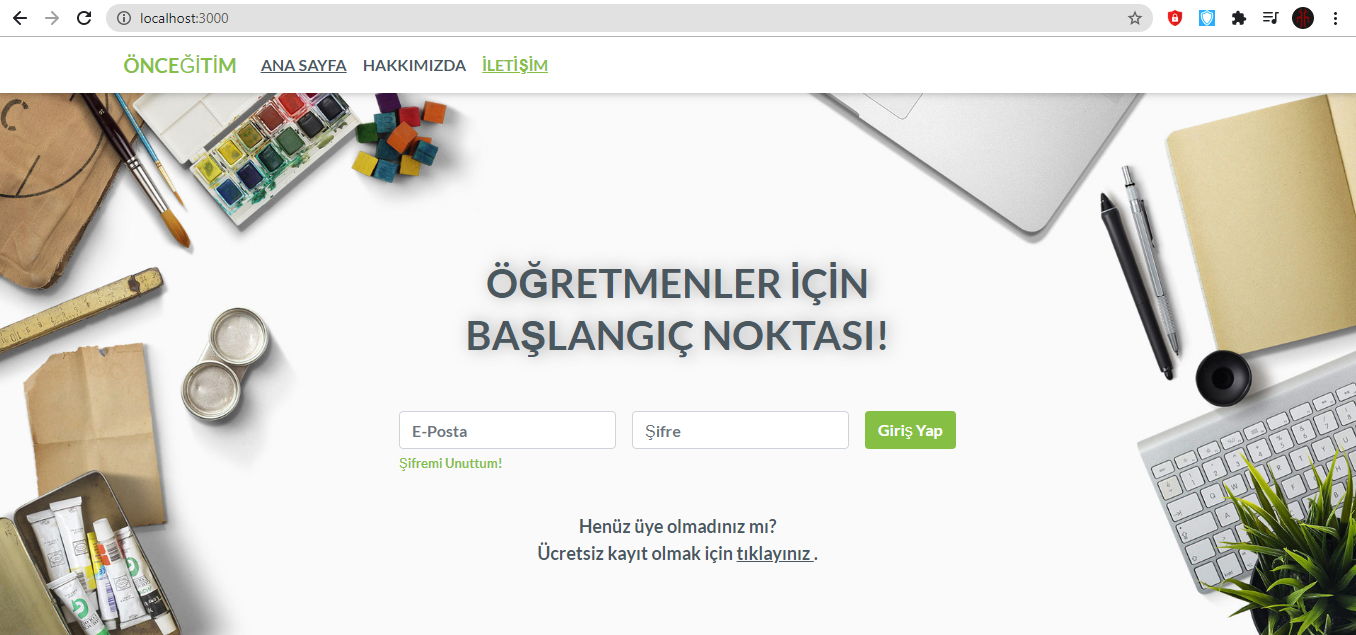 localhost:3000
ÖNCEĞİTİM ANA SAYFA HAKKIMIZDA İLETİŞİM
ÖĞRETMENLER İÇİN
BAŞLANGIÇ NOKTASI!
E-Posta Şifre Giriş Yap
Şifremi Unuttum!
Henüz üye olmadınız mı?
Ücretsiz kayıt olmak için tıklayınız .